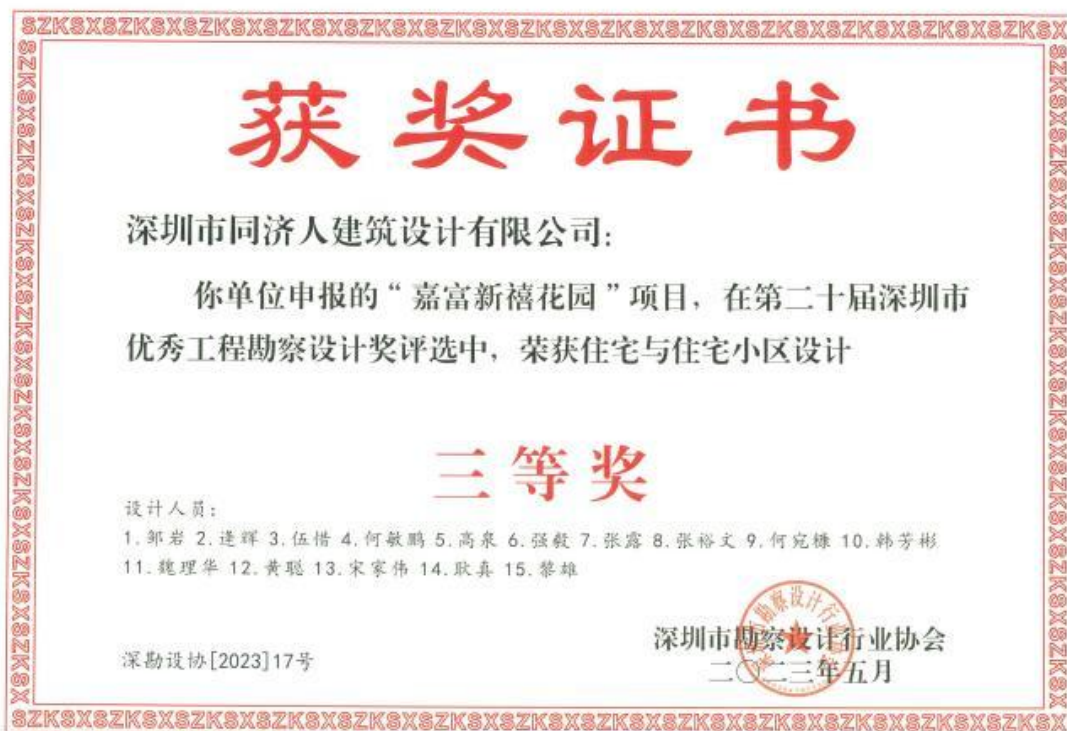 SZKSXSZKSXSZKSXSZKSXSZKSXSZKSXSZKSXSZKSXSZKSXSZKSXSZKSXSZKSX
获奖证书
深圳市同济人建筑设计有限公司：
你单位申报的“嘉富新禧花园”项目，在第二十届深圳市
优秀工程勘察设计奖评选中，荣获住宅与住宅小区设计
三等奖
设计人员：
1.邹岩 2.逄辉 3.伍惜 4.何敏鹏 5.高泉 6.强毅 7.张露 8.张裕文 9.何宛槺 10.韩芳彬
11.魏理华 12.黄聪 13.宋家伟 14.耿真 15.黎雄
深圳市勘察设计行业协会
深勘设协[2023]17号
二〇二三年五月